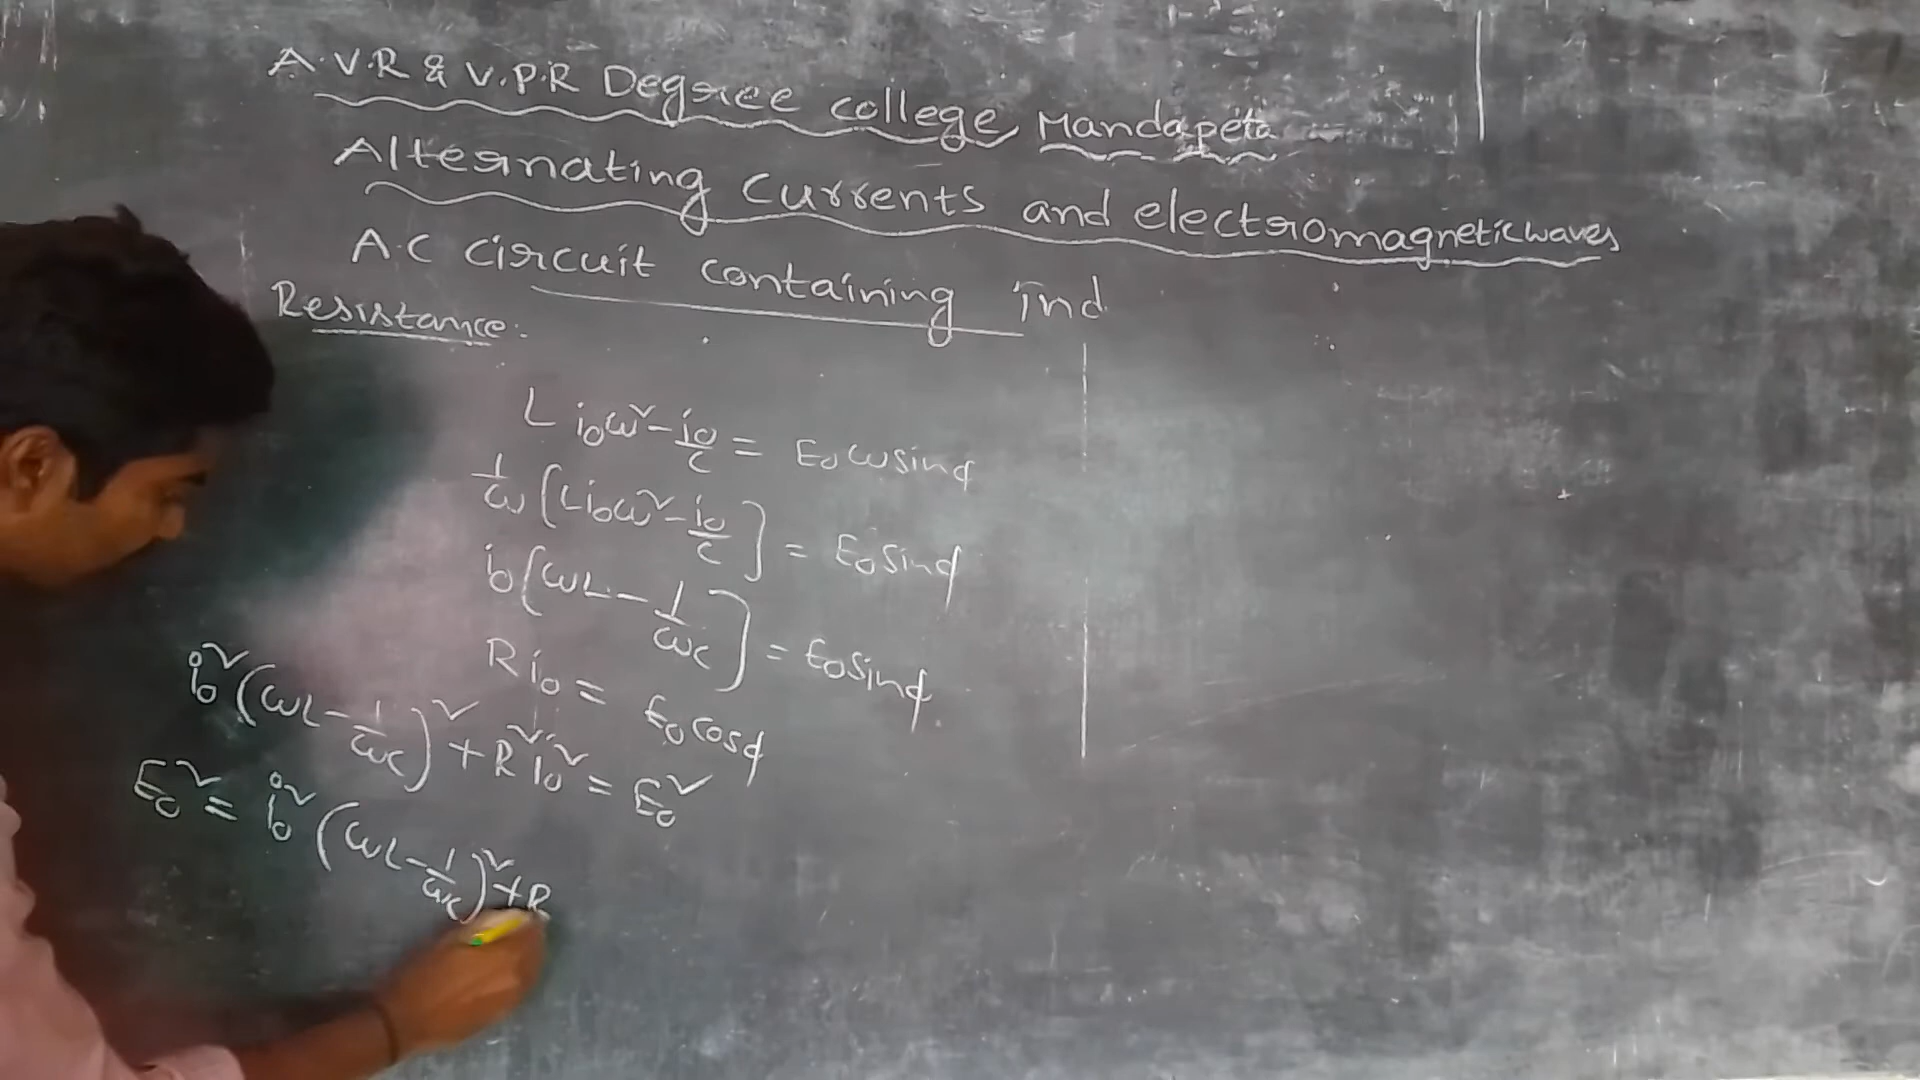 A.V.R & V.P.R Degree college, Mandapeta
Alternating currents and electromagnetic waves
A.C circuit containing ind
Resistance:
L i₀ω² - i₀/c = E₀ ω sinφ
1/ω [L i₀ω² - i₀/c] = E₀ sinφ
i₀ [ωL - 1/ωc] = E₀ sinφ
R i₀ = E₀ cosφ
i₀² (ωL - 1/ωc)² + R² i₀² = E₀²
E₀² = i₀² (ωL - 1/ωc)² + R